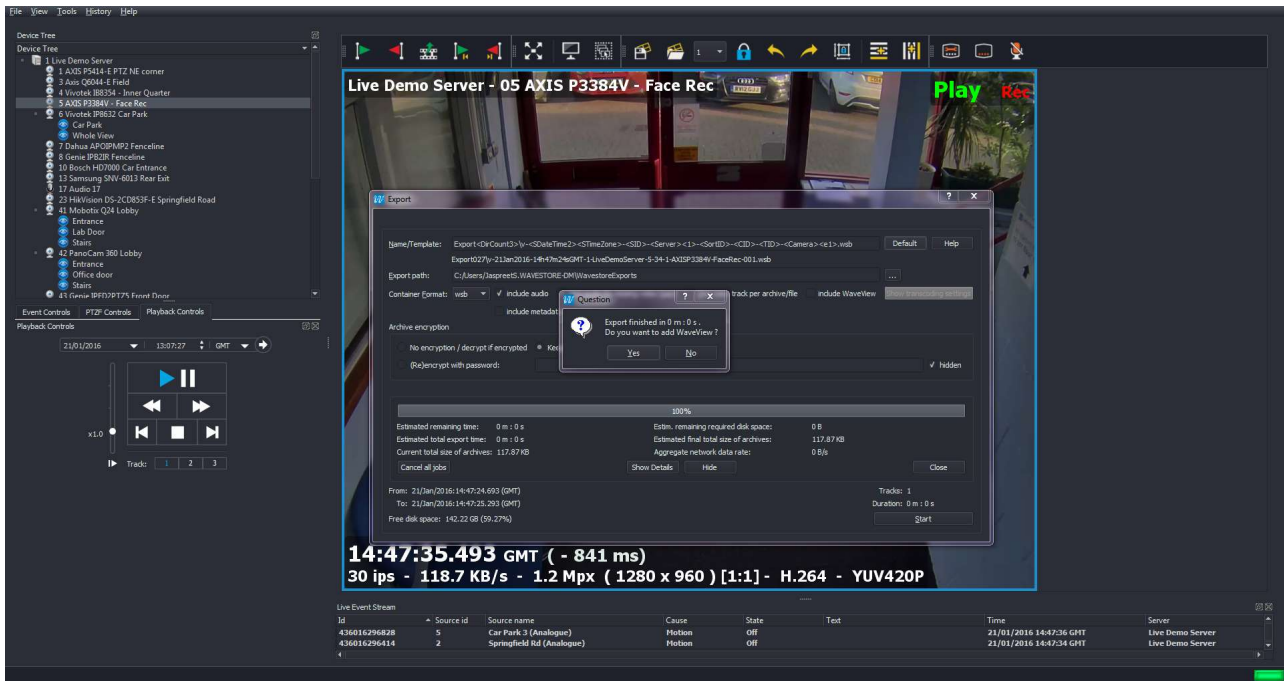 File View Tools History Help
Device Tree
Device Tree
1 Live Demo Server
1 AXIS P5414-E PTZ NE corner
3 Axis Q6044-E Field
4 Vivotek IB8354 - Inner Quarter
5 AXIS P3384V - Face Rec
6 Vivotek IP8632 Car Park
Car Park
Whole View
7 Dahua APOIPMP2 Fenceline
8 Genie IPB2IR Fenceline
10 Bosch HD7000 Car Entrance
13 Samsung SNV-6013 Rear Exit
17 Audio 17
23 HikVision DS-2CD853F-E Springfield Road
41 Mobotix Q24 Lobby
Entrance
Lab Door
Stairs
42 PanoCam 360 Lobby
Entrance
Office door
Stairs
43 Genie IPED2PTZ5 Front Door
Event Controls PTZF Controls Playback Controls
Playback Controls
21/01/2016 13:07:27 GMT
x1.0
Track: 1 2 3
1
Live Demo Server - 05 AXIS P3384V - Face Rec
Play Rec
Export ? X
Name/Template: Export<DirCount3>\v-<SDateTime2><STimeZone>-<SID>-<Server><1>-<SortID>-<CID>-<TID>-<Camera><e1>.wsb Default Help
Export027\v-21Jan2016-14h47m24sGMT-1-LiveDemoServer-5-34-1-AXISP3384V-FaceRec-001.wsb
Export path: C:/Users/JaspreetS.WAVESTORE-DM/WavestoreExports ...
Container Format: wsb include audio track per archive/file include WaveView Show transcoding settings
include metadat
Archive encryption
No encryption / decrypt if encrypted Kee
(Re)encrypt with password: hidden
Question ? X
Export finished in 0 m : 0 s .
Do you want to add WaveView ?
Yes No
100%
Estimated remaining time: 0 m : 0 s Estim. remaining required disk space: 0 B
Estimated total export time: 0 m : 0 s Estimated final total size of archives: 117.87 KB
Current total size of archives: 117.87 KB Aggregate network data rate: 0 B/s
Cancel all jobs Show Details Hide Close
From: 21/Jan/2016:14:47:24.693 (GMT) Tracks: 1
To: 21/Jan/2016:14:47:25.293 (GMT) Duration: 0 m : 0 s
Free disk space: 142.22 GB (59.27%) Start
14:47:35.493 GMT ( - 841 ms)
30 ips - 118.7 KB/s - 1.2 Mpx ( 1280 x 960 ) [1:1] - H.264 - YUV420P
Live Event Stream
Id Source id Source name Cause State Text Time Server
436016296828 5 Car Park 3 (Analogue) Motion Off 21/01/2016 14:47:36 GMT Live Demo Server
436016296414 2 Springfield Rd (Analogue) Motion Off 21/01/2016 14:47:34 GMT Live Demo Server